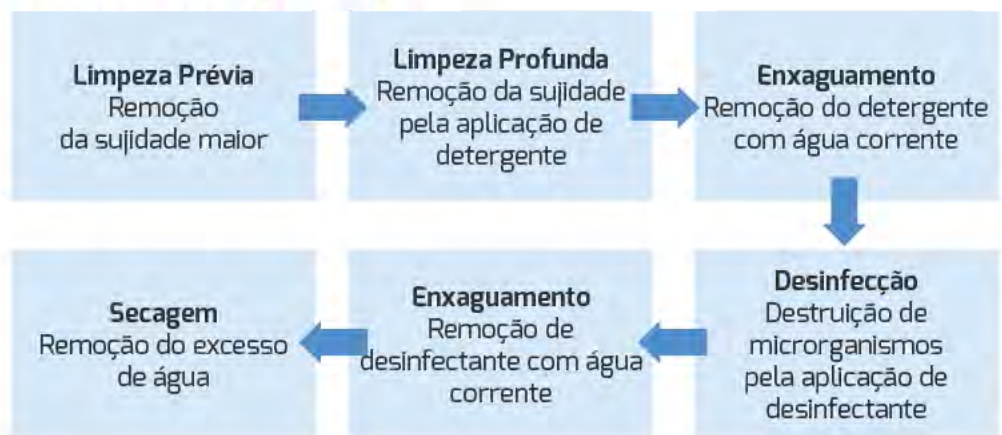 Limpeza Prévia
Remoção
da sujidade maior
Limpeza Profunda
Remoção da sujidade
pela aplicação de
detergente
Enxaguamento
Remoção do detergente
com água corrente
Desinfecção
Destruição de
microrganismos
pela aplicação de
desinfectante
Enxaguamento
Remoção de
desinfectante com água
corrente
Secagem
Remoção do excesso
de água